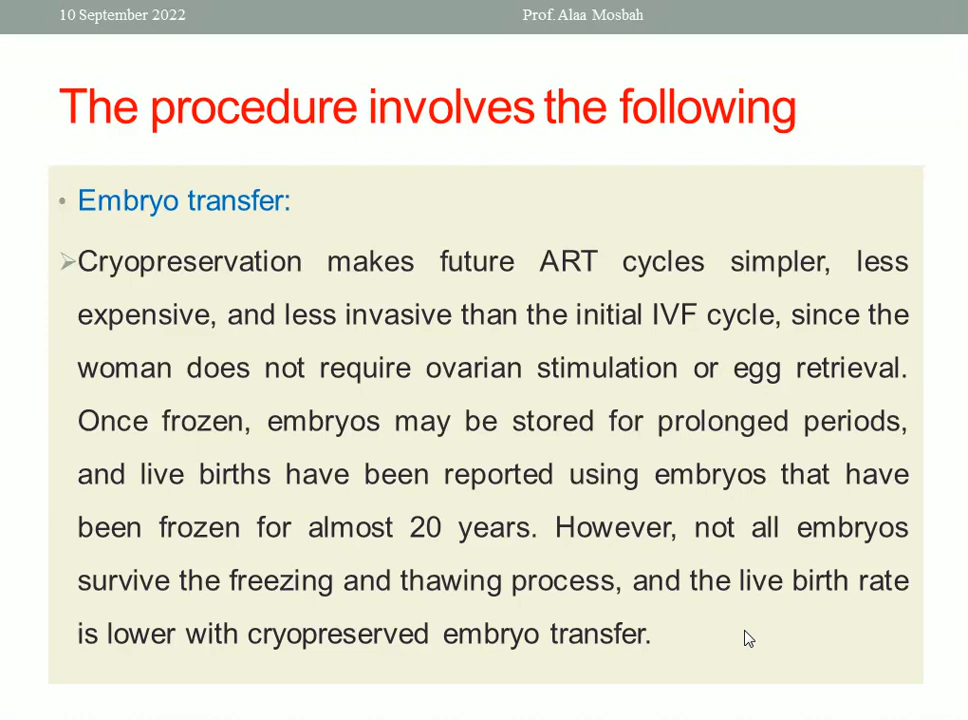 10 September 2022
Prof. Alaa Mosbah
The procedure involves the following
• Embryo transfer:
➢Cryopreservation makes future ART cycles simpler, less
expensive, and less invasive than the initial IVF cycle, since the
woman does not require ovarian stimulation or egg retrieval.
Once frozen, embryos may be stored for prolonged periods,
and live births have been reported using embryos that have
been frozen for almost 20 years. However, not all embryos
survive the freezing and thawing process, and the live birth rate
is lower with cryopreserved embryo transfer.